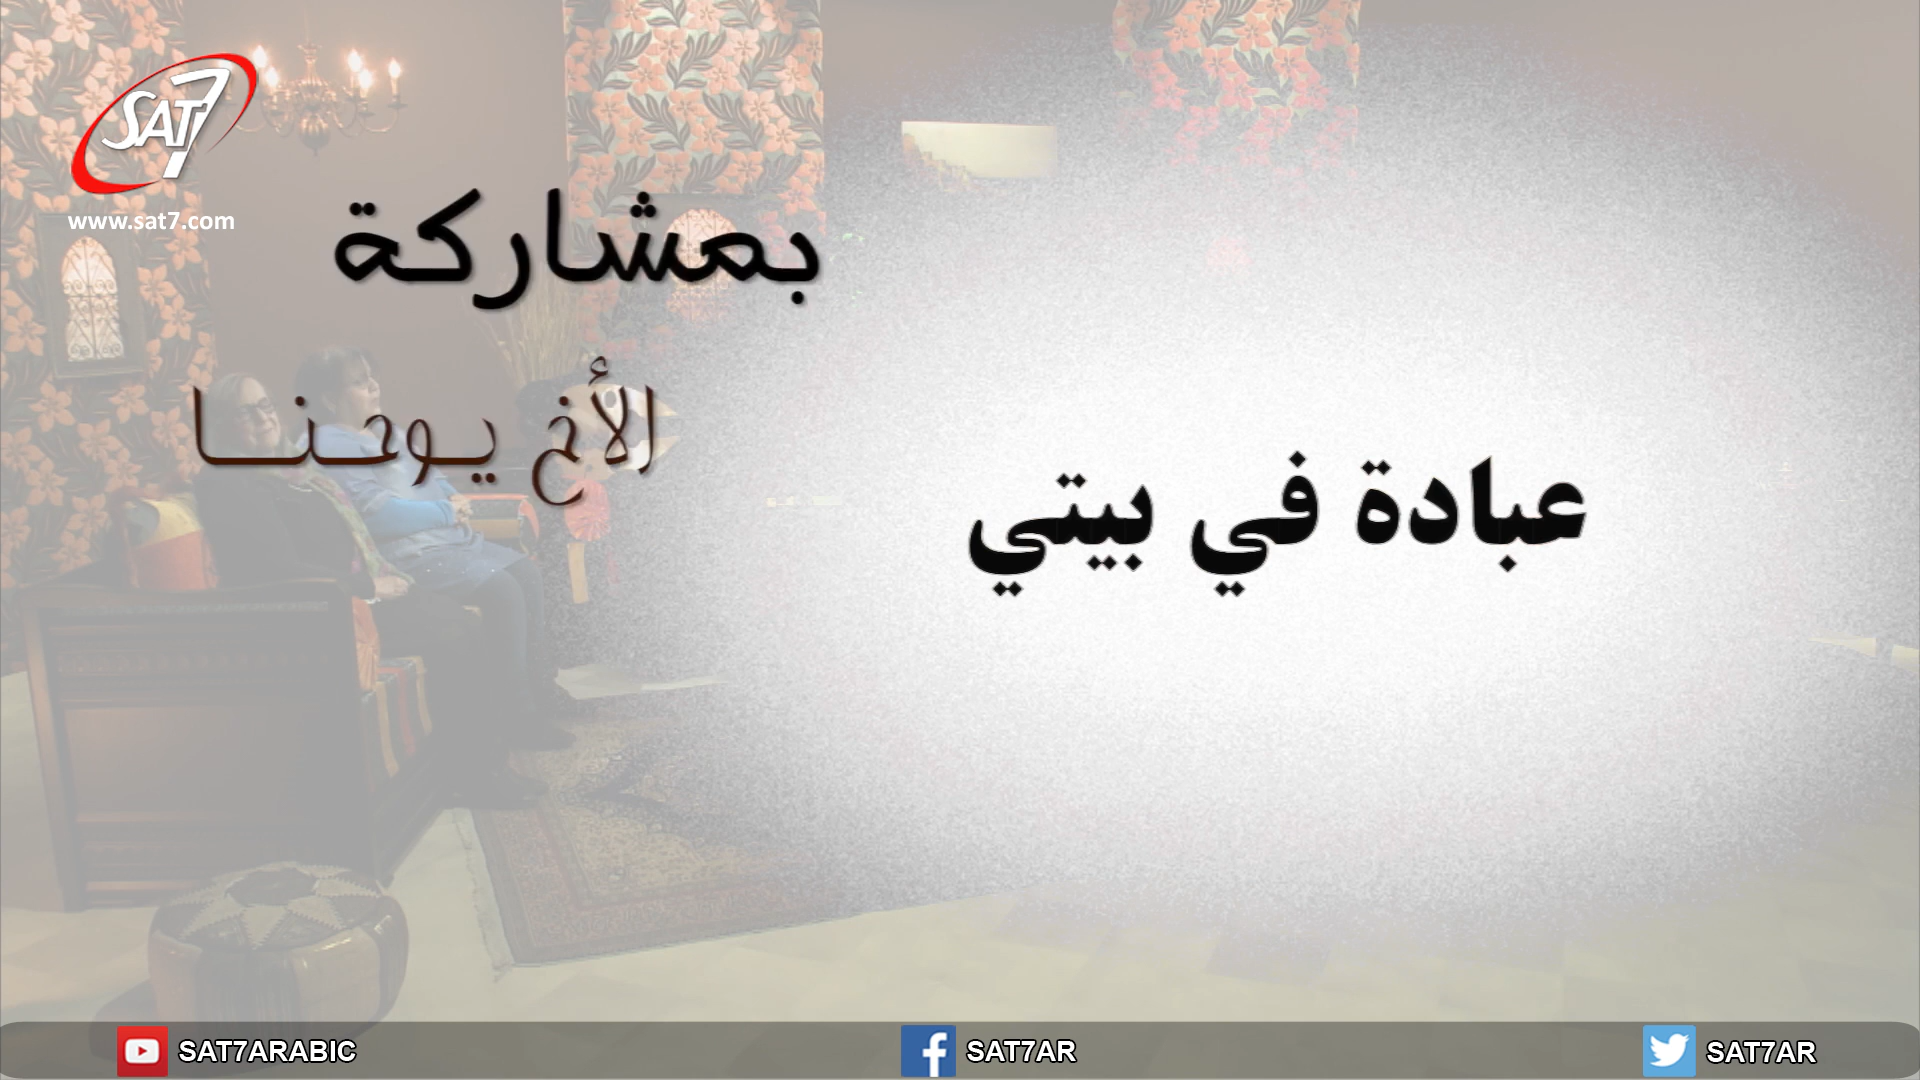 SAT7
www.sat7.com
بمشاركة
الأخ يوحنا
عبادة في بيتي
SAT7ARABIC
SAT7AR
SAT7AR